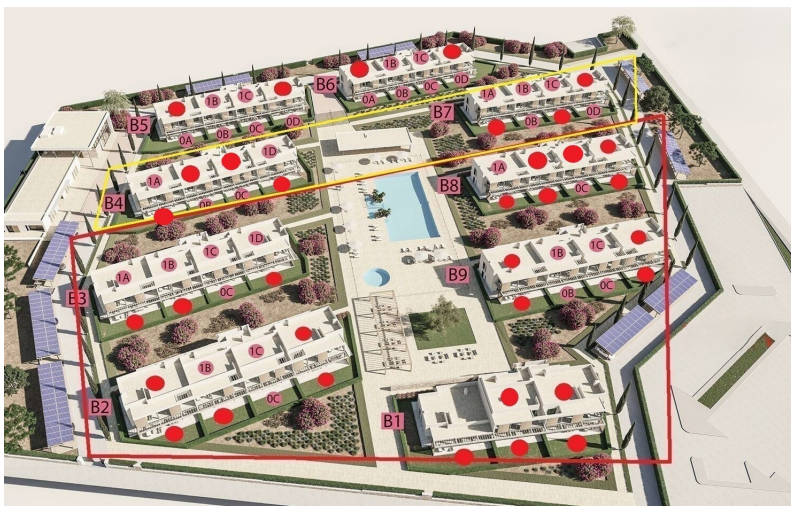 B6
1B 1C
0A 0B 0C 0D
B5
1B 1C
0A 0B 0C 0D
B7
1A 1B 1C
0B 0D
B4
1A 1D
0B 0C
B8
1A
0C
B3
1A 1B 1C 1D
0C
B9
1B 1C
0B 0C
B2
1B 1C
0C
B1